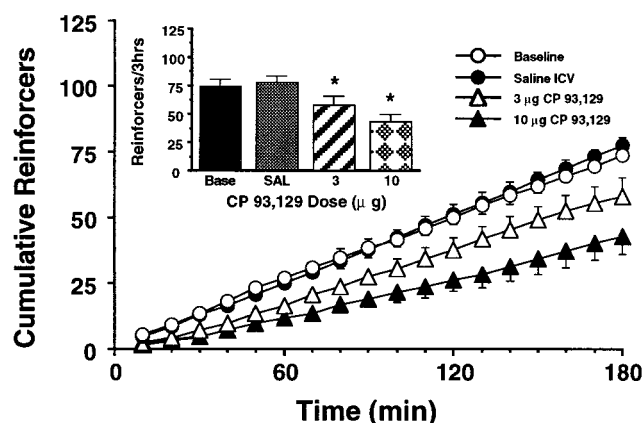 125
100
75
50
25
0
Cumulative Reinforcers
0
60
120
180
Time (min)
125
100
75
50
25
0
Reinforcers/3hrs
*
*
Base SAL 3 10
CP 93,129 Dose (μ g)
Baseline
Saline ICV
3 μg CP 93,129
10 μg CP 93,129